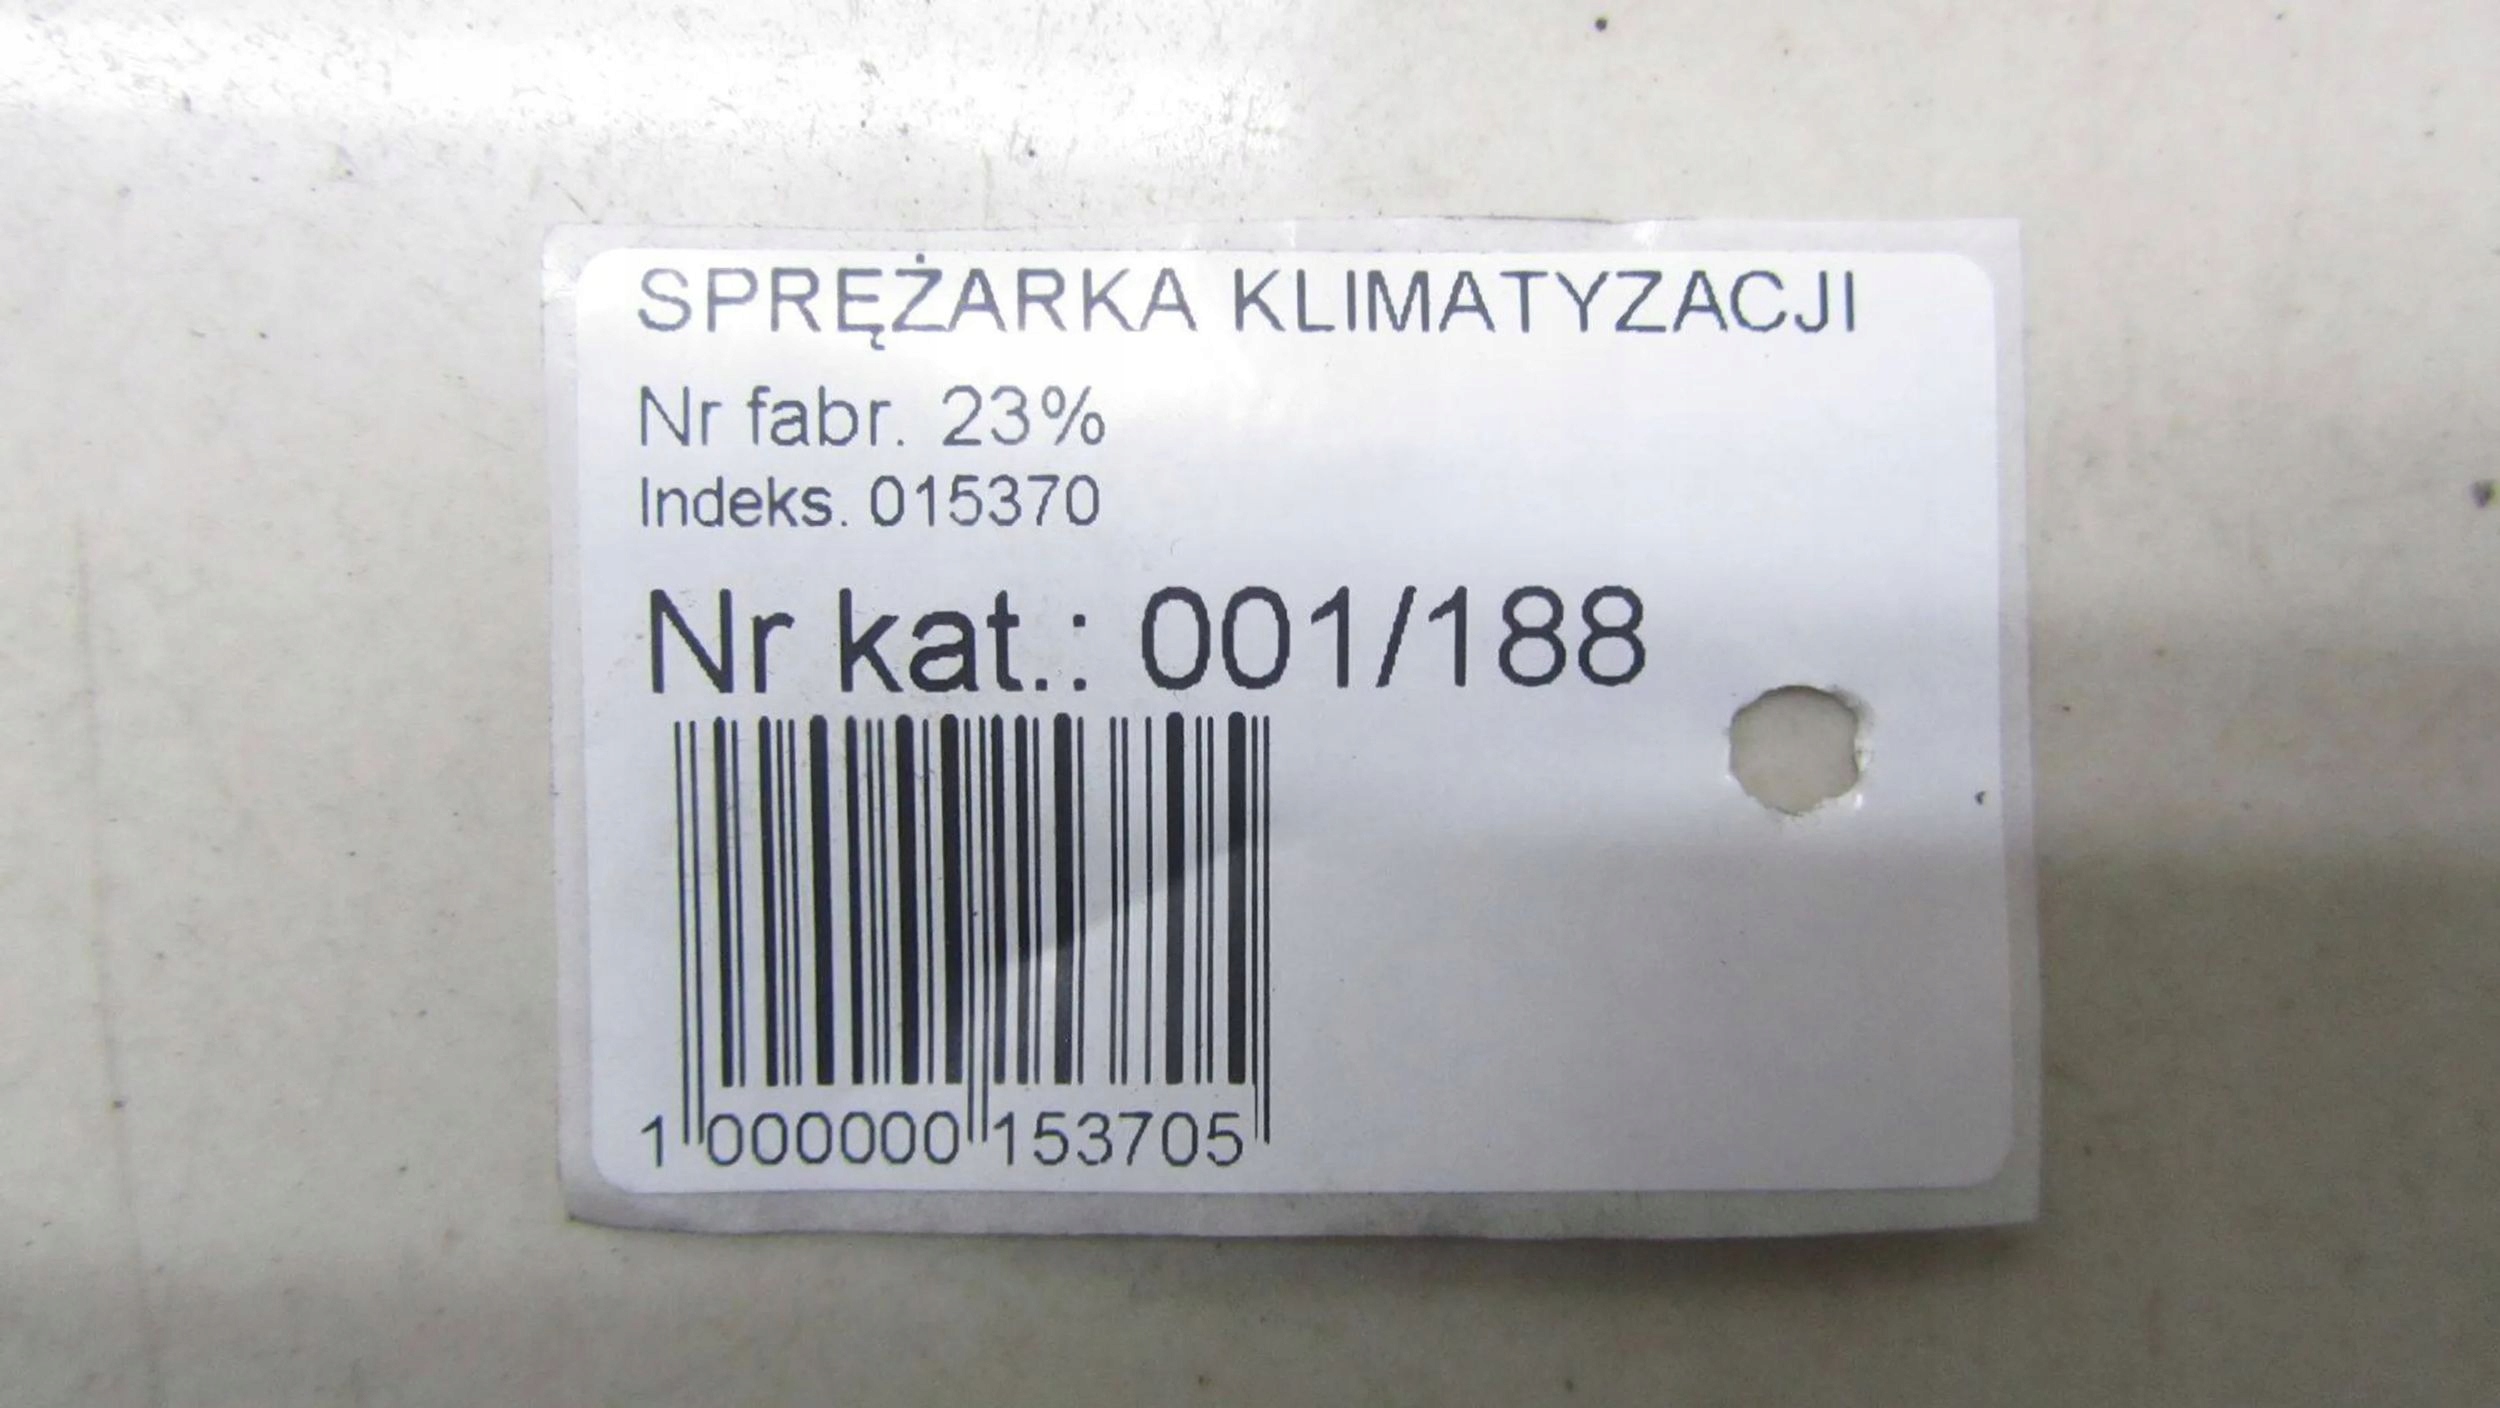 SPRĘŻARKA KLIMATYZACJI
Nr fabr. 23%
Indeks. 015370
Nr kat.: 001/188
1 000000 153705